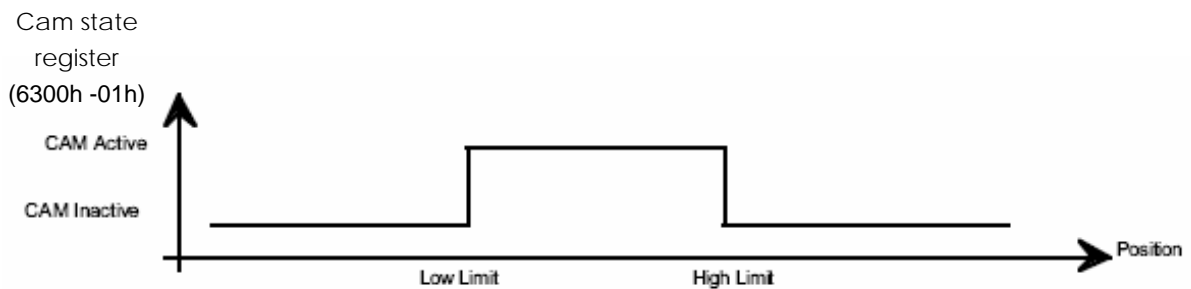 Cam state
register
(6300h -01h)
CAM Active
CAM Inactive
Position
Low Limit
High Limit